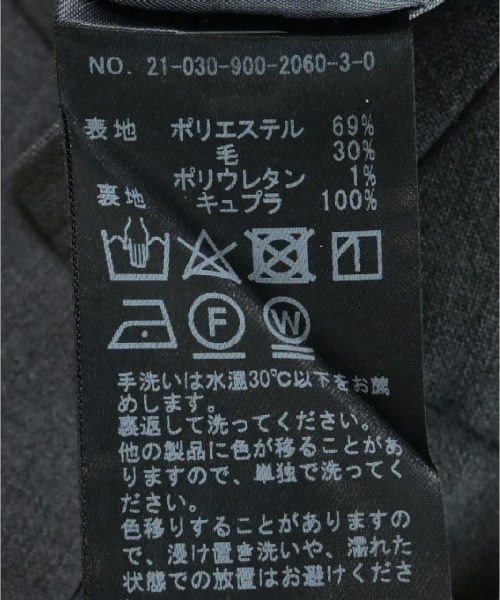 NO. 21-030-900-2060-3-0
表地 ポリエステル 69%
毛 30%
ポリウレタン 1%
裏地 キュプラ 100%
F W
手洗いは水温30℃以下をお薦
めします。
裏返して洗ってください。
他の製品に色が移ることがあ
りますので、単独で洗ってく
ださい。
色移りすることがありますの
で、浸け置き洗いや、濡れた
状態での放置はお避けくださ